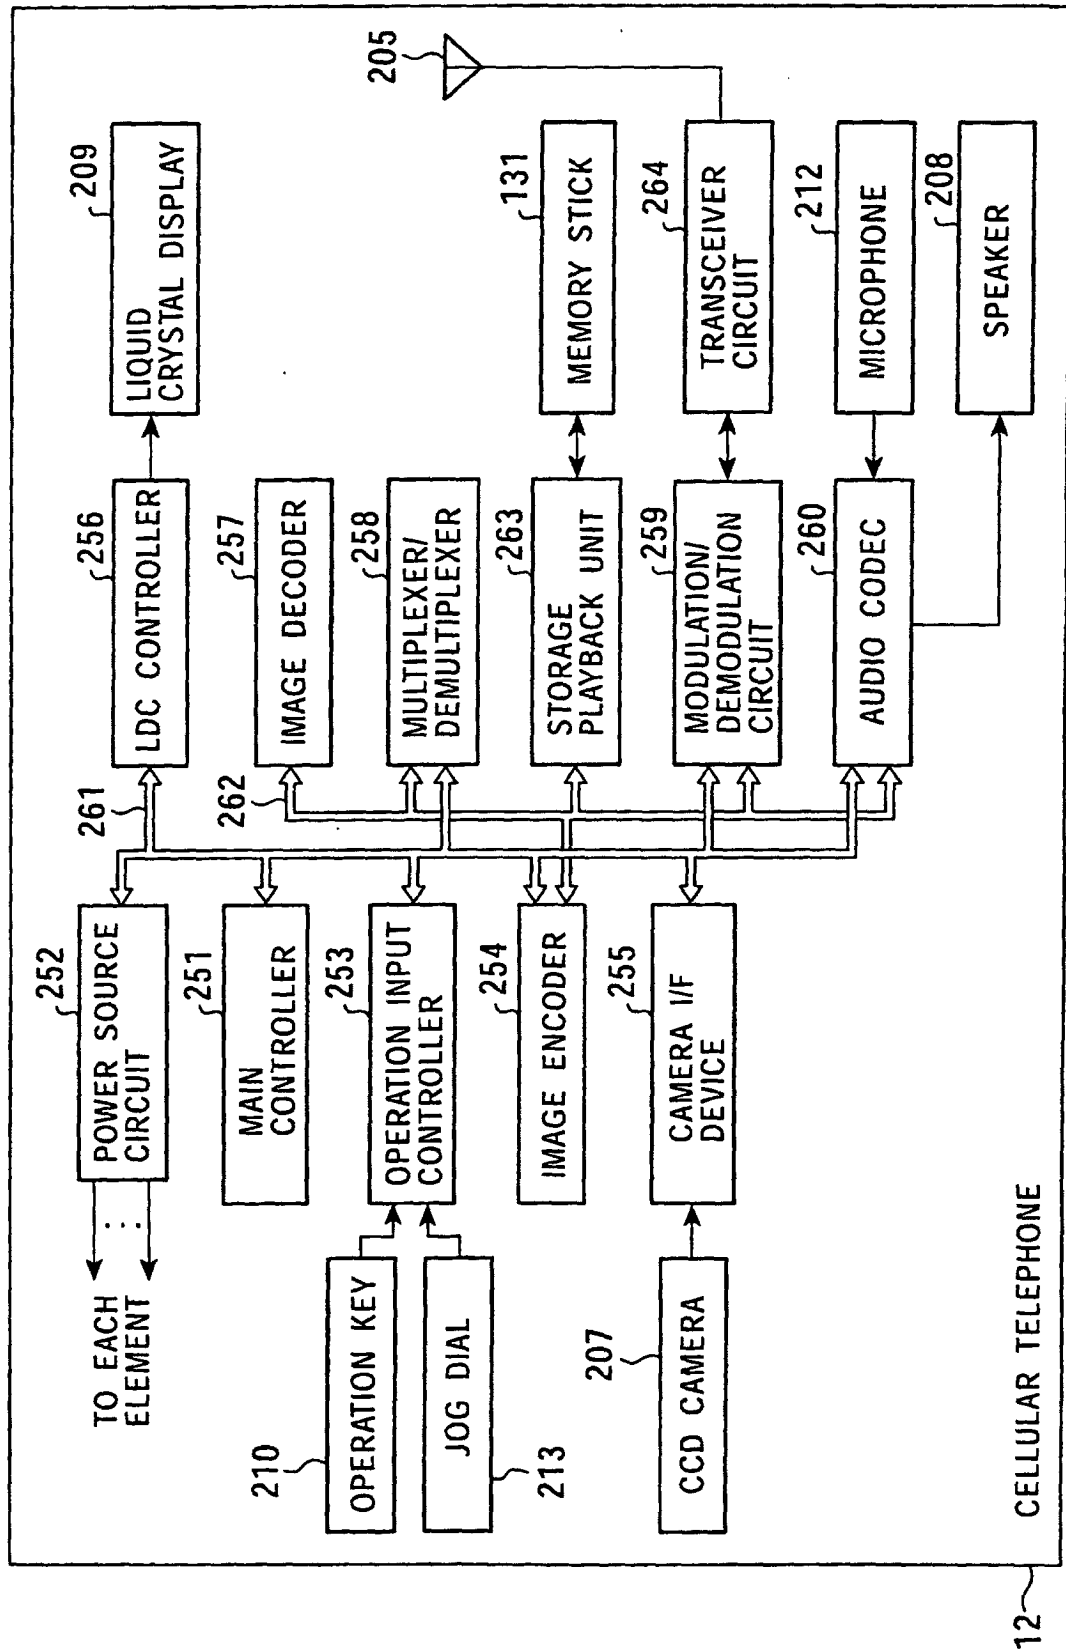 TO EACH
ELEMENT
252
POWER SOURCE
CIRCUIT
261
256
LDC CONTROLLER
209
LIQUID
CRYSTAL DISPLAY
251
MAIN
CONTROLLER
262
257
IMAGE DECODER
210
OPERATION KEY
253
OPERATION INPUT
CONTROLLER
258
MULTIPLEXER/
DEMULTIPLEXER
205
JOG DIAL
213
254
IMAGE ENCODER
263
STORAGE
PLAYBACK UNIT
131
MEMORY STICK
207
CCD CAMERA
255
CAMERA I/F
DEVICE
259
MODULATION/
DEMODULATION
CIRCUIT
264
TRANSCEIVER
CIRCUIT
260
AUDIO CODEC
212
MICROPHONE
208
SPEAKER
CELLULAR TELEPHONE
12